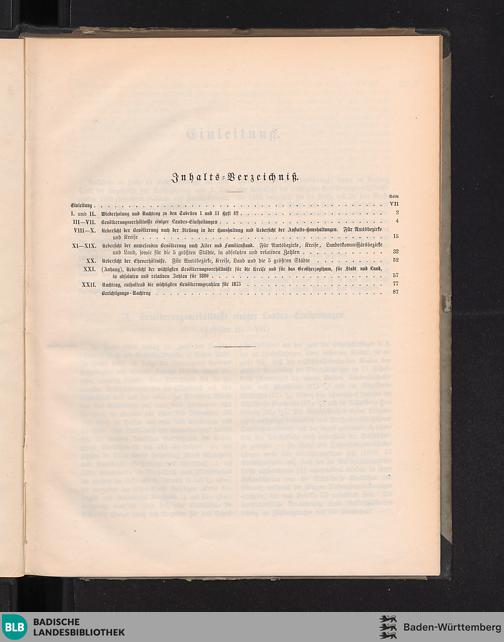 Inhalts-Verzeichniß.
Seite
Einleitung VII
I. und II. Wiederholung und Nachtrag zu den Tabellen I und II Heft 42 2
III—VII. Bevölkerungsverhältnisse einiger Landes-Eintheilungen 4
VIII—X. Uebersicht der Bevölkerung nach der Stellung in der Haushaltung und Uebersicht der Anstalts-Haushaltungen. Für Amtsbezirke
und Kreise 15
XI—XIX. Uebersicht der anwesenden Bevölkerung nach Alter und Familienstand. Für Amtsbezirke, Kreise, Landeskommissärbezirke
und Land, sowie für die 5 größten Städte, in absoluten und relativen Zahlen 32
XX. Uebersicht der Gewerbsthätigen. Für Amtsbezirke, Kreise, Land und die 5 größten Städte 52
XXI. (Anhang), Uebersicht der wichtigsten Bevölkerungsverhältnisse für die Kreise und für das Großherzogthum, für Stadt und Land,
in absoluten und relativen Zahlen für 1880 57
XXII. Nachtrag, enthaltend die wichtigsten Bevölkerungszahlen für 1875 77
Berichtigungs-Nachtrag 87
BLB
BADISCHE
LANDESBIBLIOTHEK
Baden-Württemberg